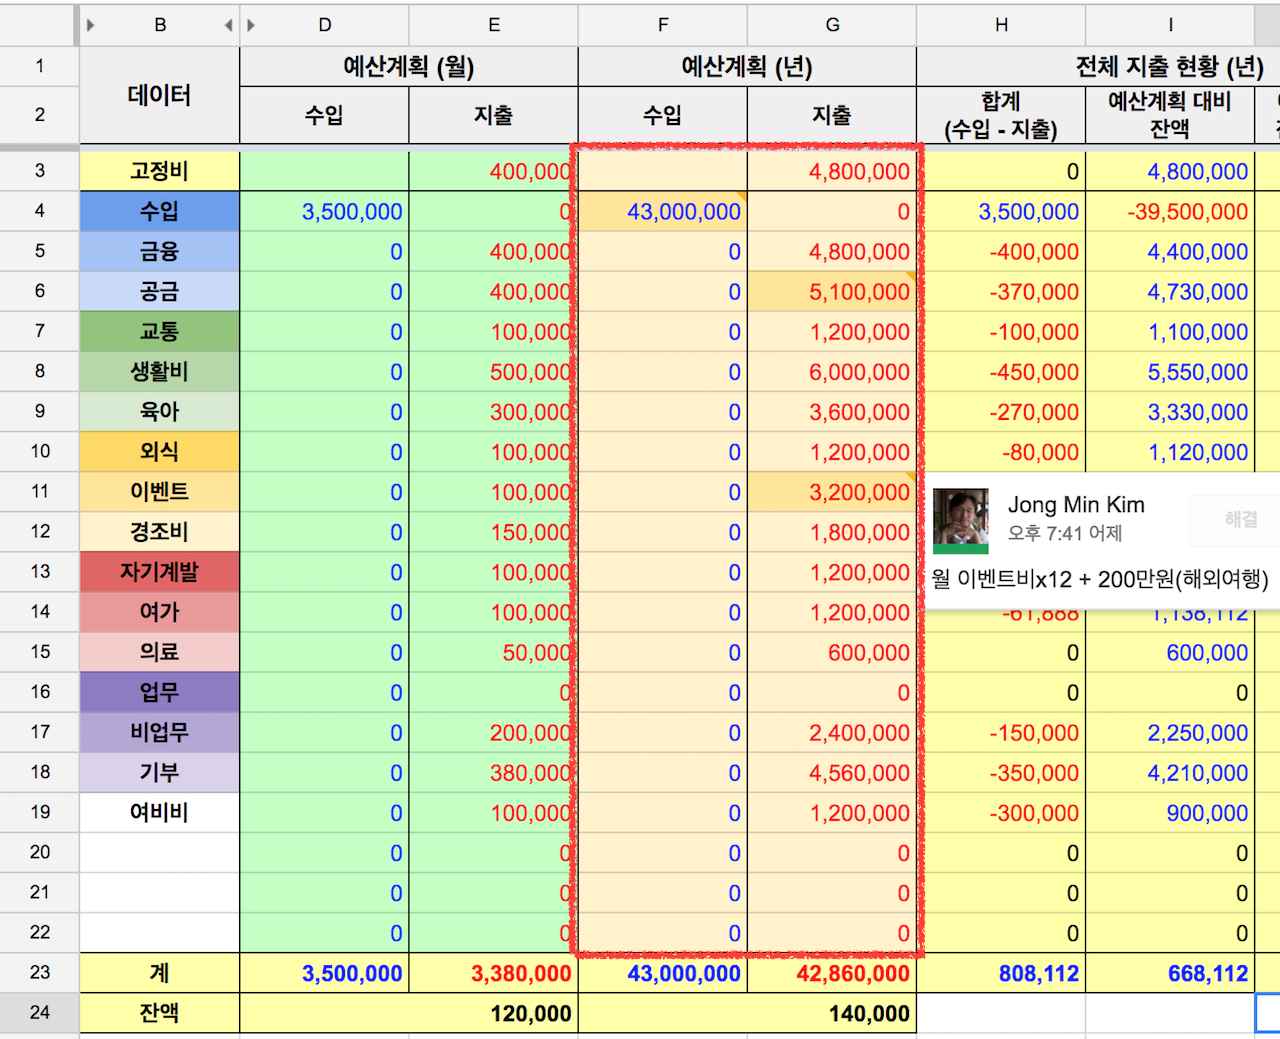 B D E F G H I
1 예산계획 (월) 예산계획 (년) 전체 지출 현황 (년)
데이터
2 수입 지출 수입 지출 합계 (수입 - 지출) 예산계획 대비 잔액
3 고정비 400,000 4,800,000 0 4,800,000
4 수입 3,500,000 0 43,000,000 0 3,500,000 -39,500,000
5 금융 0 400,000 0 4,800,000 -400,000 4,400,000
6 공금 0 400,000 0 5,100,000 -370,000 4,730,000
7 교통 0 100,000 0 1,200,000 -100,000 1,100,000
8 생활비 0 500,000 0 6,000,000 -450,000 5,550,000
9 육아 0 300,000 0 3,600,000 -270,000 3,330,000
10 외식 0 100,000 0 1,200,000 -80,000 1,120,000
11 이벤트 0 100,000 0 3,200,000
Jong Min Kim 해결
오후 7:41 어제
12 경조비 0 150,000 0 1,800,000
13 자기계발 0 100,000 0 1,200,000
월 이벤트비x12 + 200만원(해외여행)
14 여가 0 100,000 0 1,200,000 -61,888 1,138,112
15 의료 0 50,000 0 600,000 0 600,000
16 업무 0 0 0 0 0 0
17 비업무 0 200,000 0 2,400,000 -150,000 2,250,000
18 기부 0 380,000 0 4,560,000 -350,000 4,210,000
19 여비비 0 100,000 0 1,200,000 -300,000 900,000
20 0 0 0 0 0 0
21 0 0 0 0 0 0
22 0 0 0 0 0 0
23 계 3,500,000 3,380,000 43,000,000 42,860,000 808,112 668,112
24 잔액 120,000 140,000